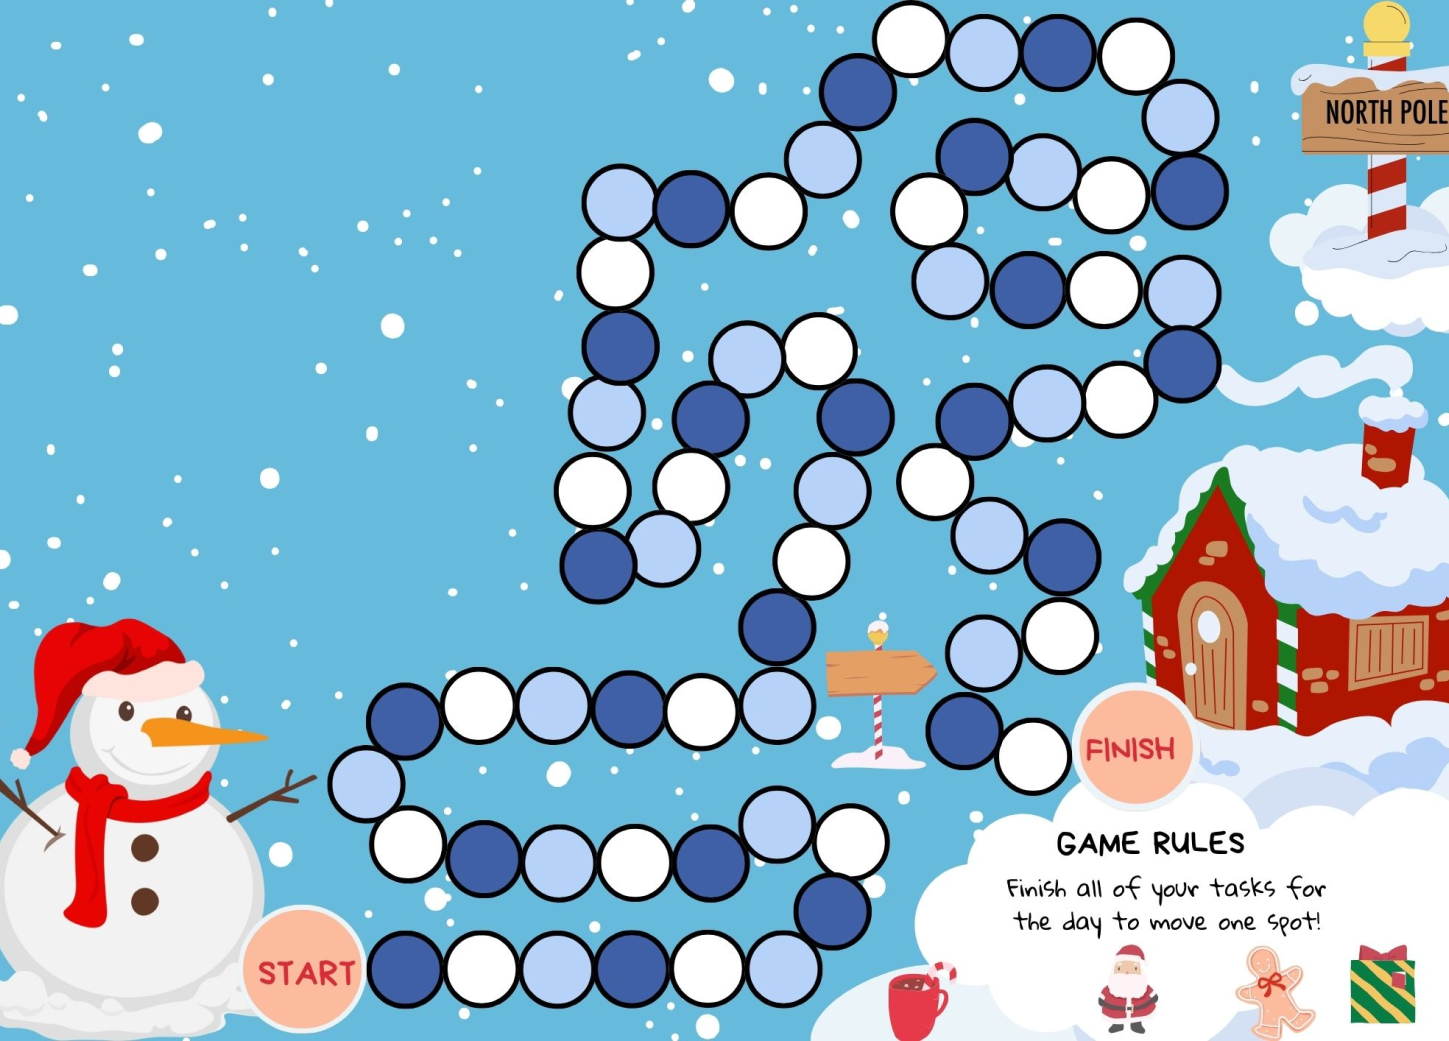 NORTH POLE
FINISH
GAME RULES
Finish all of your tasks for
the day to move one spot!
START